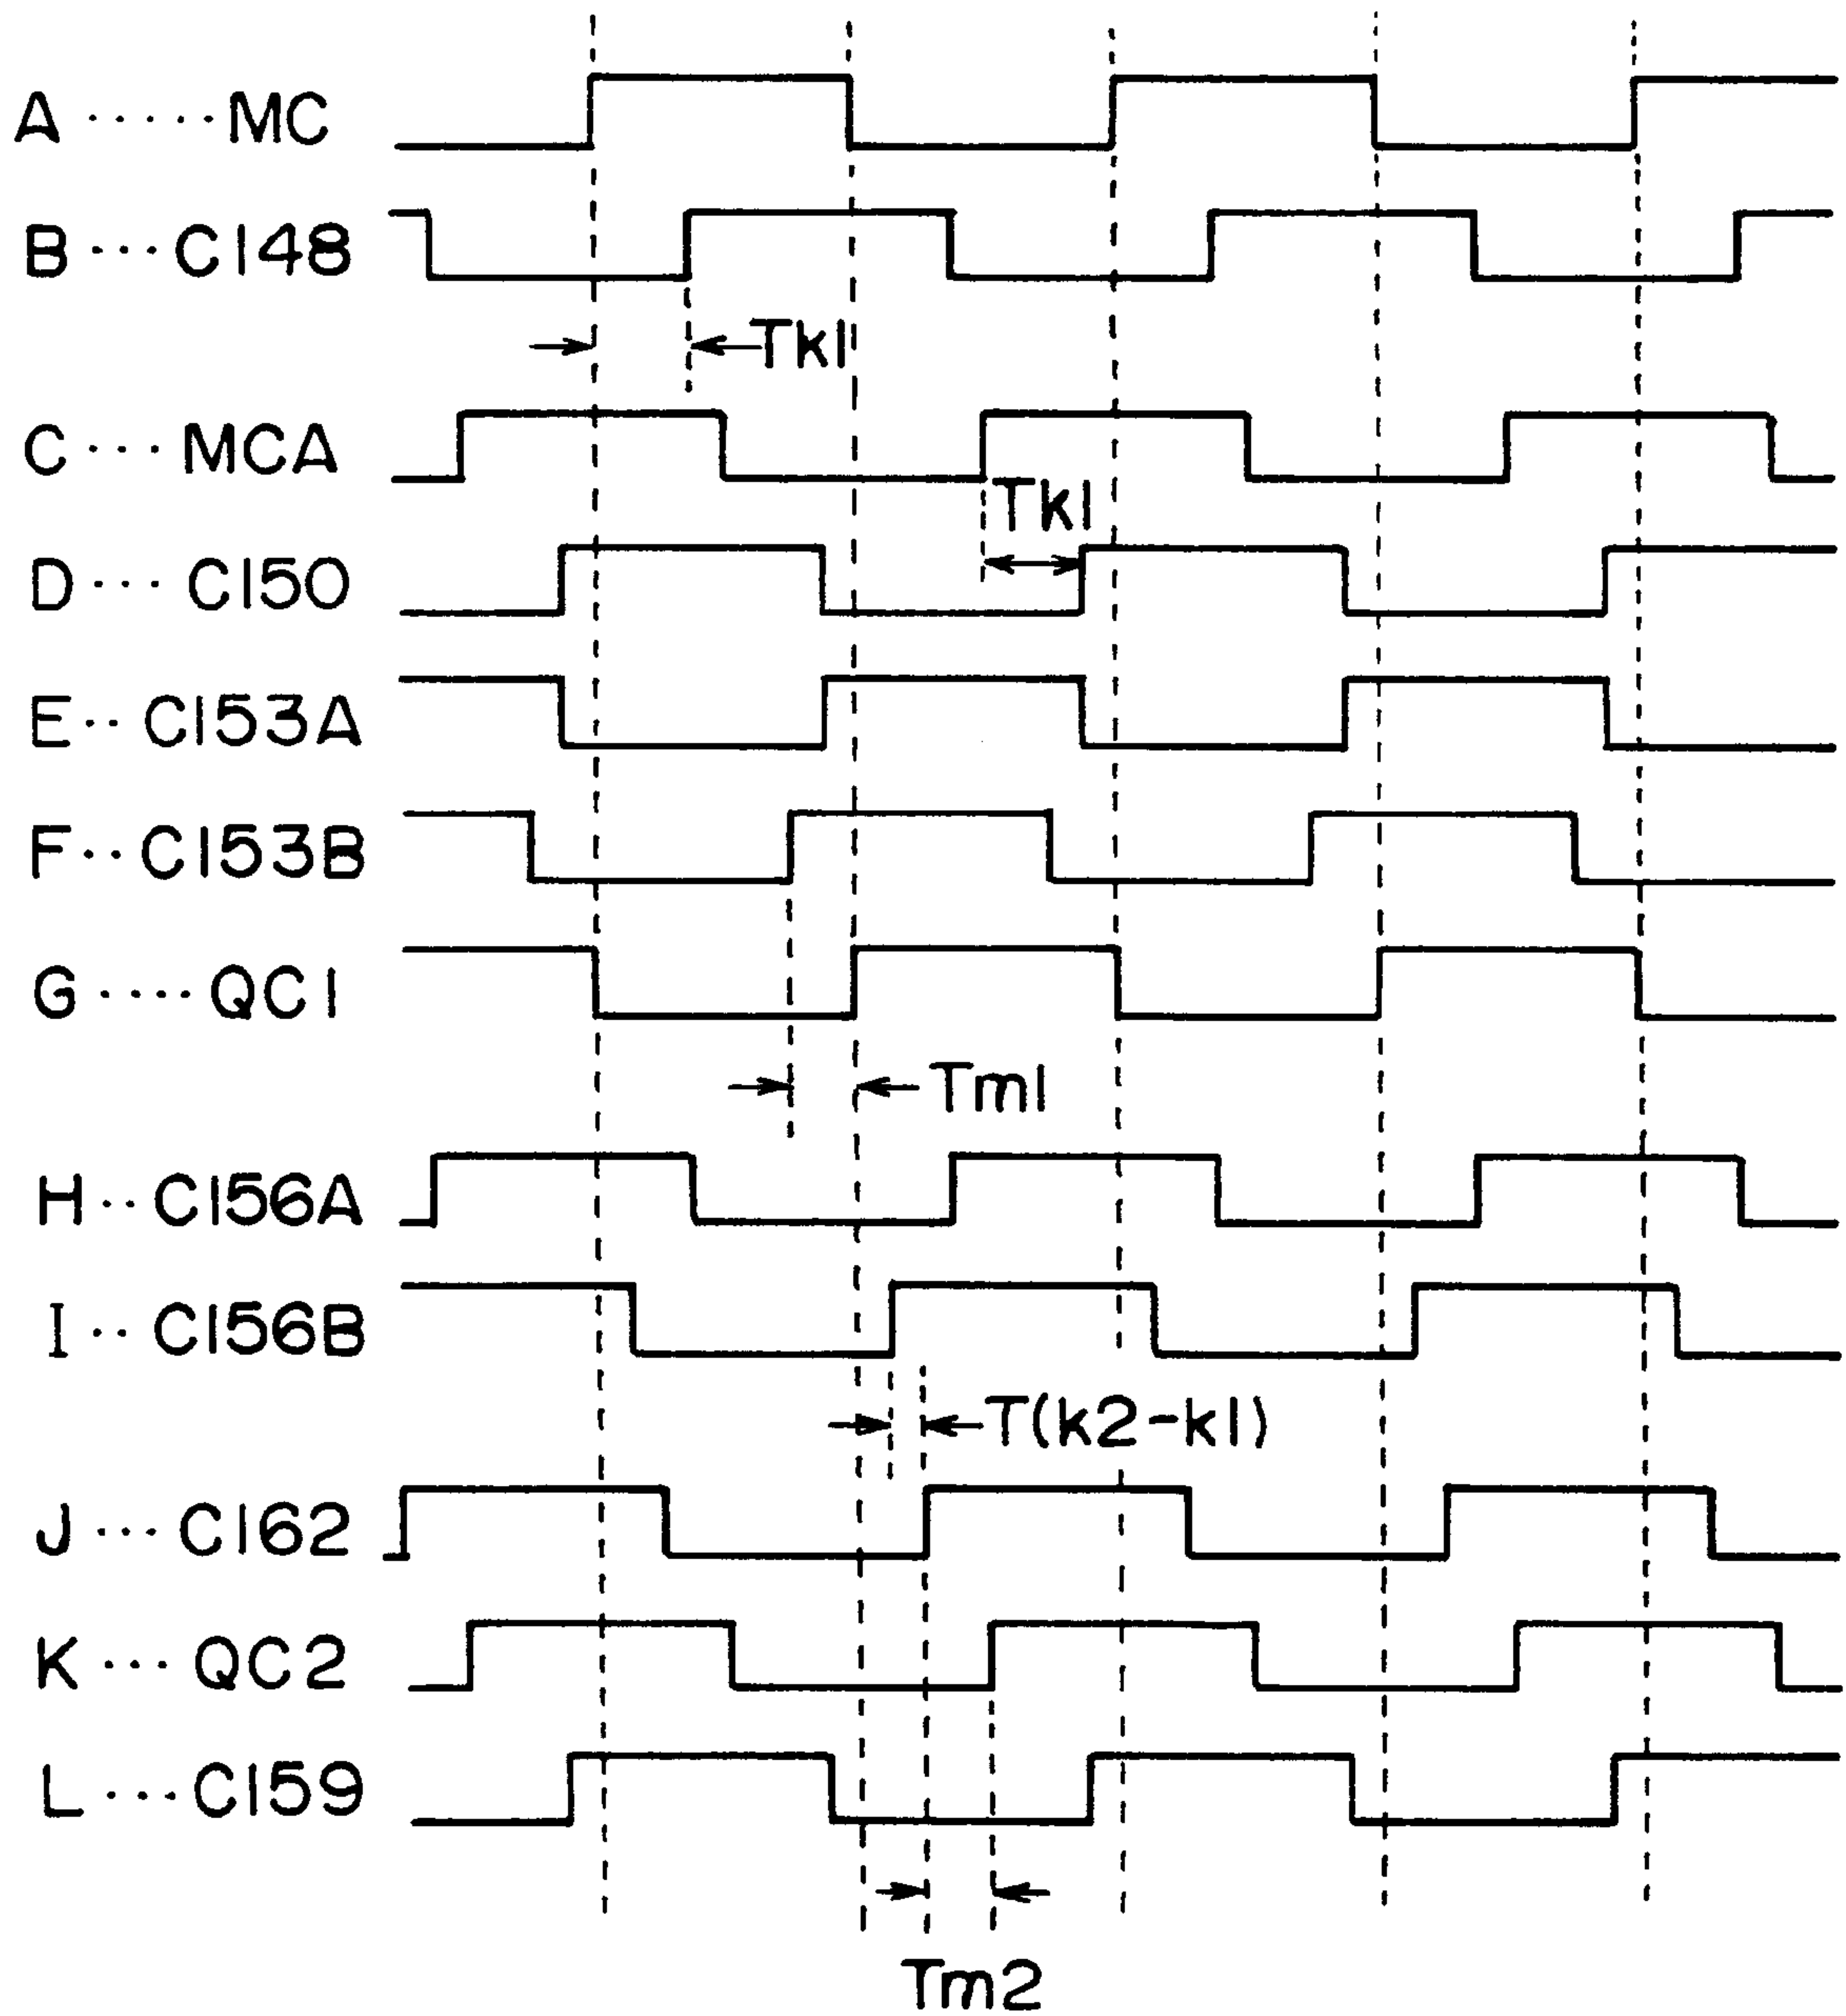 A ······ MC
B ···· C148
Tk1
C ···· MCA
Tk1
D ···· C150
E ·· C153A
F ·· C153B
G ····· QC1
Tm1
H ·· C156A
I ·· C156B
T(k2-k1)
J ···· C162
K ···· QC2
L ···· C159
Tm2